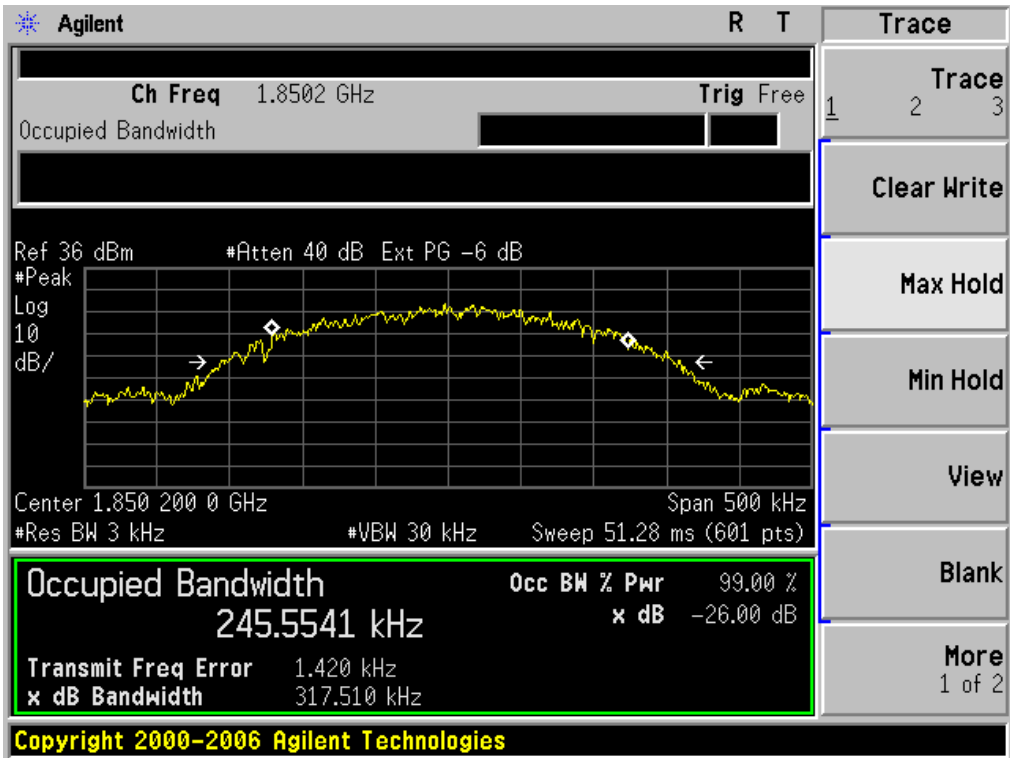 Agilent R T
Ch Freq 1.8502 GHz Trig Free
Occupied Bandwidth
Ref 36 dBm #Atten 40 dB Ext PG -6 dB
#Peak
Log
10
dB/
Center 1.850 200 0 GHz Span 500 kHz
#Res BW 3 kHz #VBW 30 kHz Sweep 51.28 ms (601 pts)
Occupied Bandwidth Occ BW % Pwr 99.00 %
245.5541 kHz x dB -26.00 dB
Transmit Freq Error 1.420 kHz
x dB Bandwidth 317.510 kHz
Copyright 2000-2006 Agilent Technologies
Trace
Trace
1 2 3
Clear Write
Max Hold
Min Hold
View
Blank
More
1 of 2